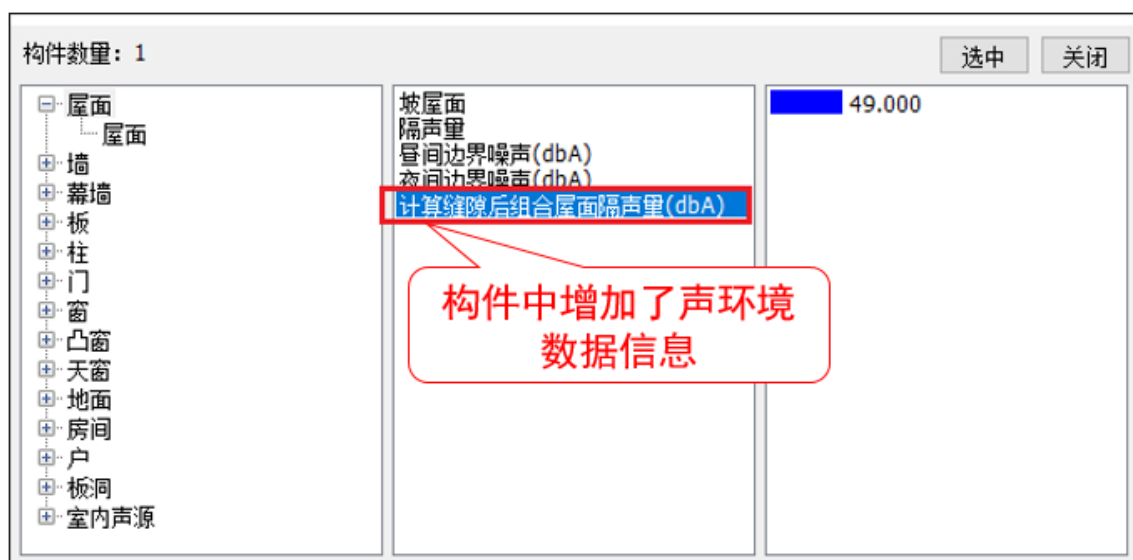 构件数量: 1
选中
关闭
屋面
屋面
墙
幕墙
板
柱
门
窗
凸窗
天窗
地面
房间
户
板洞
室内声源
坡屋面
隔声量
昼间边界噪声(dbA)
夜间边界噪声(dbA)
计算缝隙后组合屋面隔声量(dbA)
49.000
构件中增加了声环境
数据信息